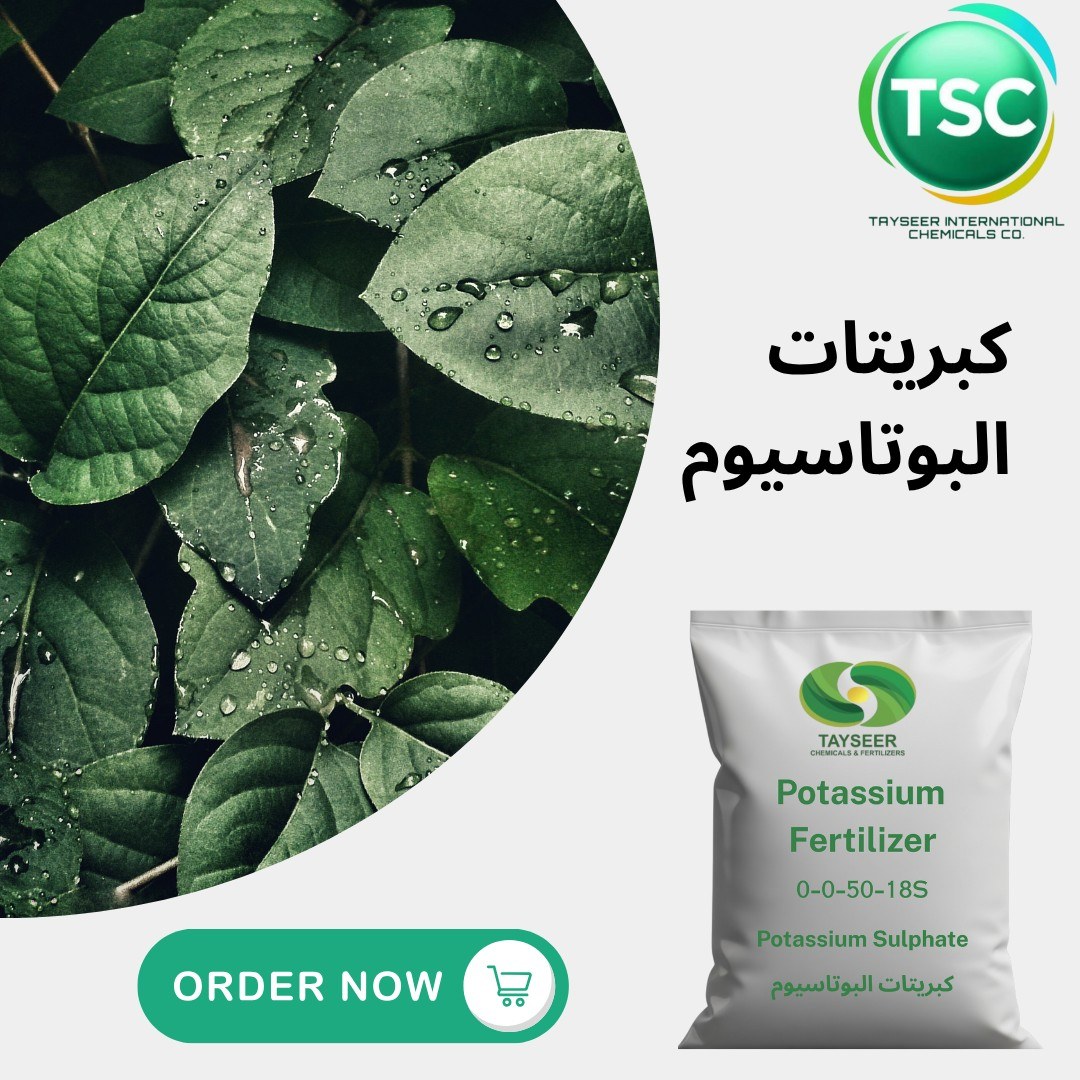 TSC
TAYSEER INTERNATIONAL
CHEMICALS CO.
كبريتات
البوتاسيوم
TAYSEER
CHEMICALS & FERTILIZERS
Potassium
Fertilizer
0-0-50-18S
Potassium Sulphate
كبريتات البوتاسيوم
ORDER NOW